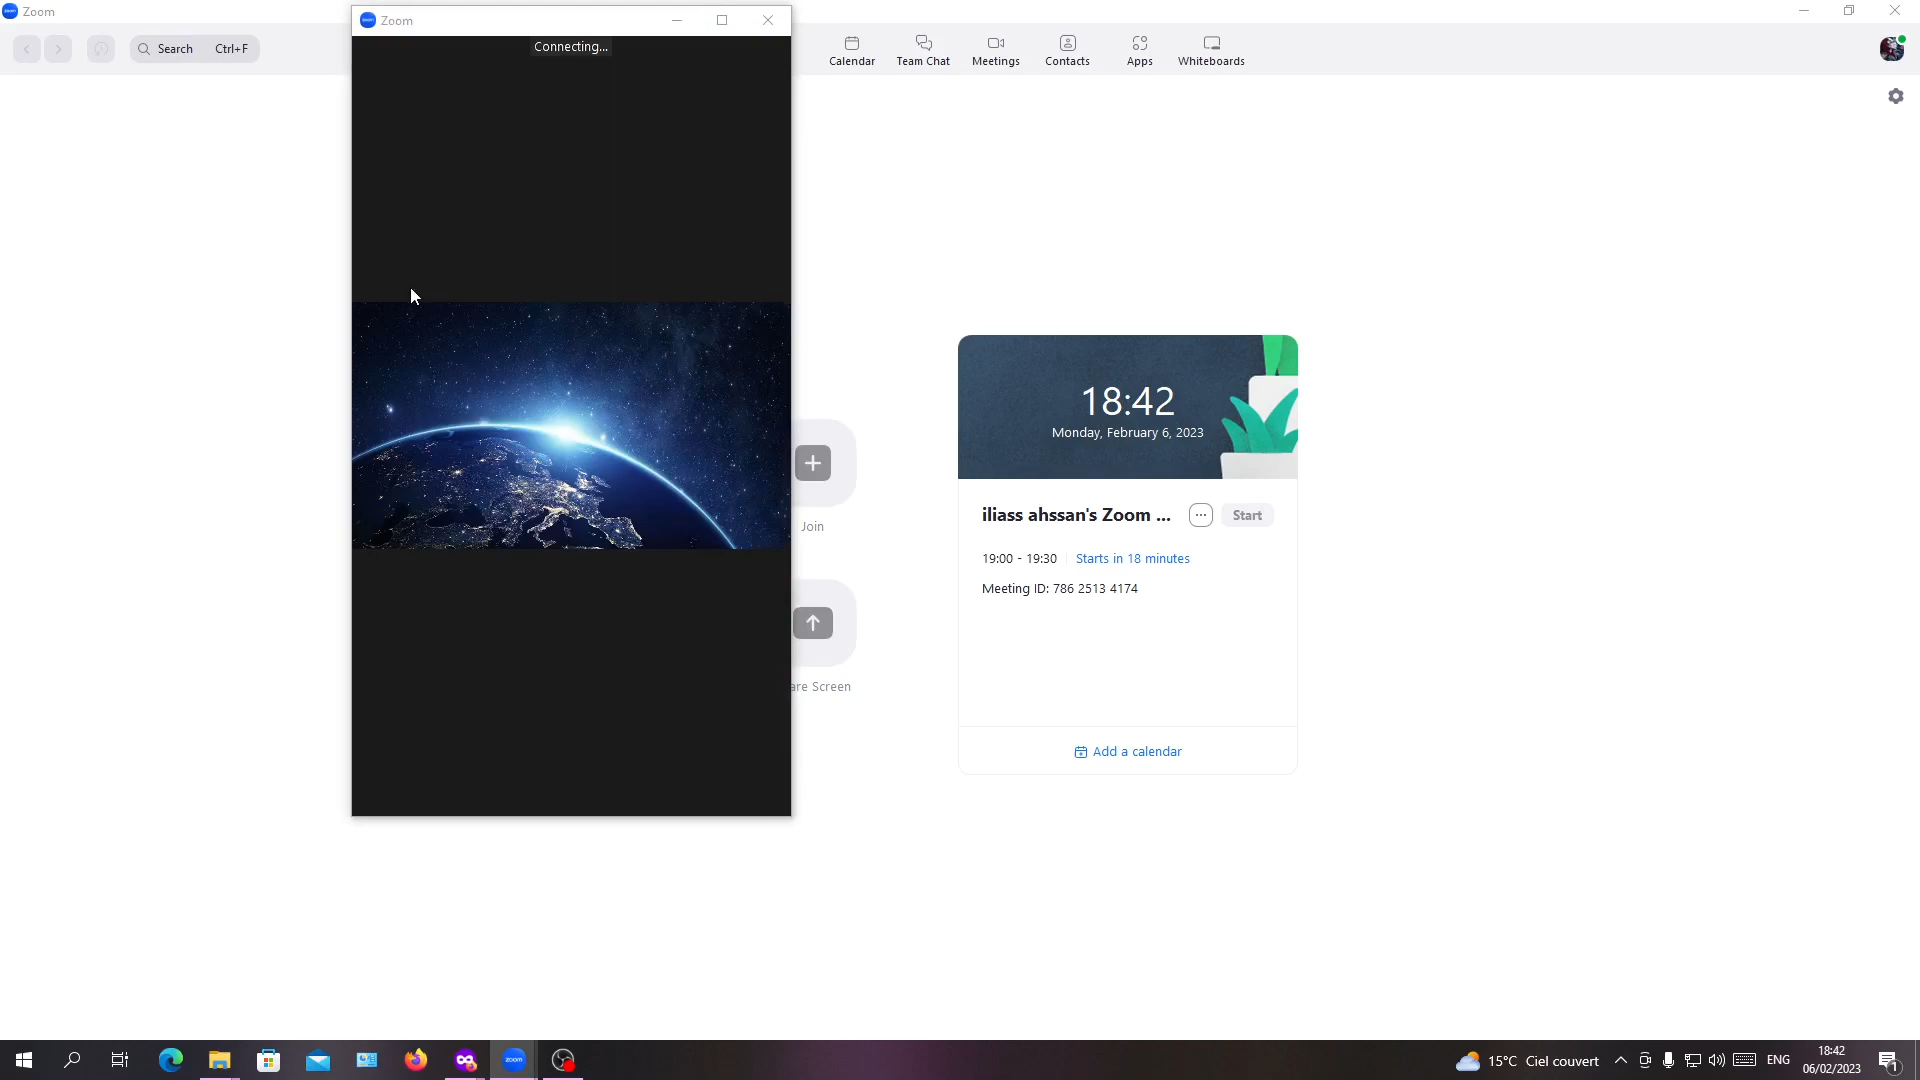 Zoom
Search Ctrl+F
Zoom
Connecting...
Calendar
Team Chat
Meetings
Contacts
Apps
Whiteboards
18:42
Monday, February 6, 2023
iliass ahssan's Zoom ...
Start
19:00 - 19:30
Starts in 18 minutes
Meeting ID: 786 2513 4174
Add a calendar
Join
are Screen
zoom
15°C Ciel couvert
ENG
18:42
06/02/2023
1